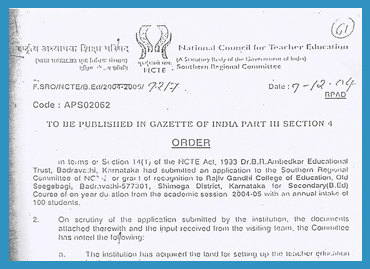 61
राष्ट्रीय अध्यापक शिक्षा परिषद्
National Council for Teacher Education
(A Statutory Body of the Government of India)
Southern Regional Committee
NCTE
F.SRO/NCTE/B.Ed/2004-2005/ 7217
Date : 9-12-04
RPAD
Code : APS02062
TO BE PUBLISHED IN GAZETTE OF INDIA PART III SECTION 4
ORDER
In terms of Section 14(1) of the NCTE Act, 1993 Dr.B.R.Ambedkar Educational
Trust, Badravathi, Karnataka had submitted an application to the Southern Regional
Committee of for grant of recognition to Rajiv Gandhi College of Education, Old
Seegebagi, Badravathi-577301, Shimoga District, Karnataka for Secondary(B.Ed)
Course of an year duration from the academic session 2004-05 with an annual intake of
100 students.
2. On scrutiny of the application submitted by the institution, the documents
attached therewith and the input received from the visiting team, the Committee
has noted the following:
a. The institution has acquired the land for setting up the teacher education